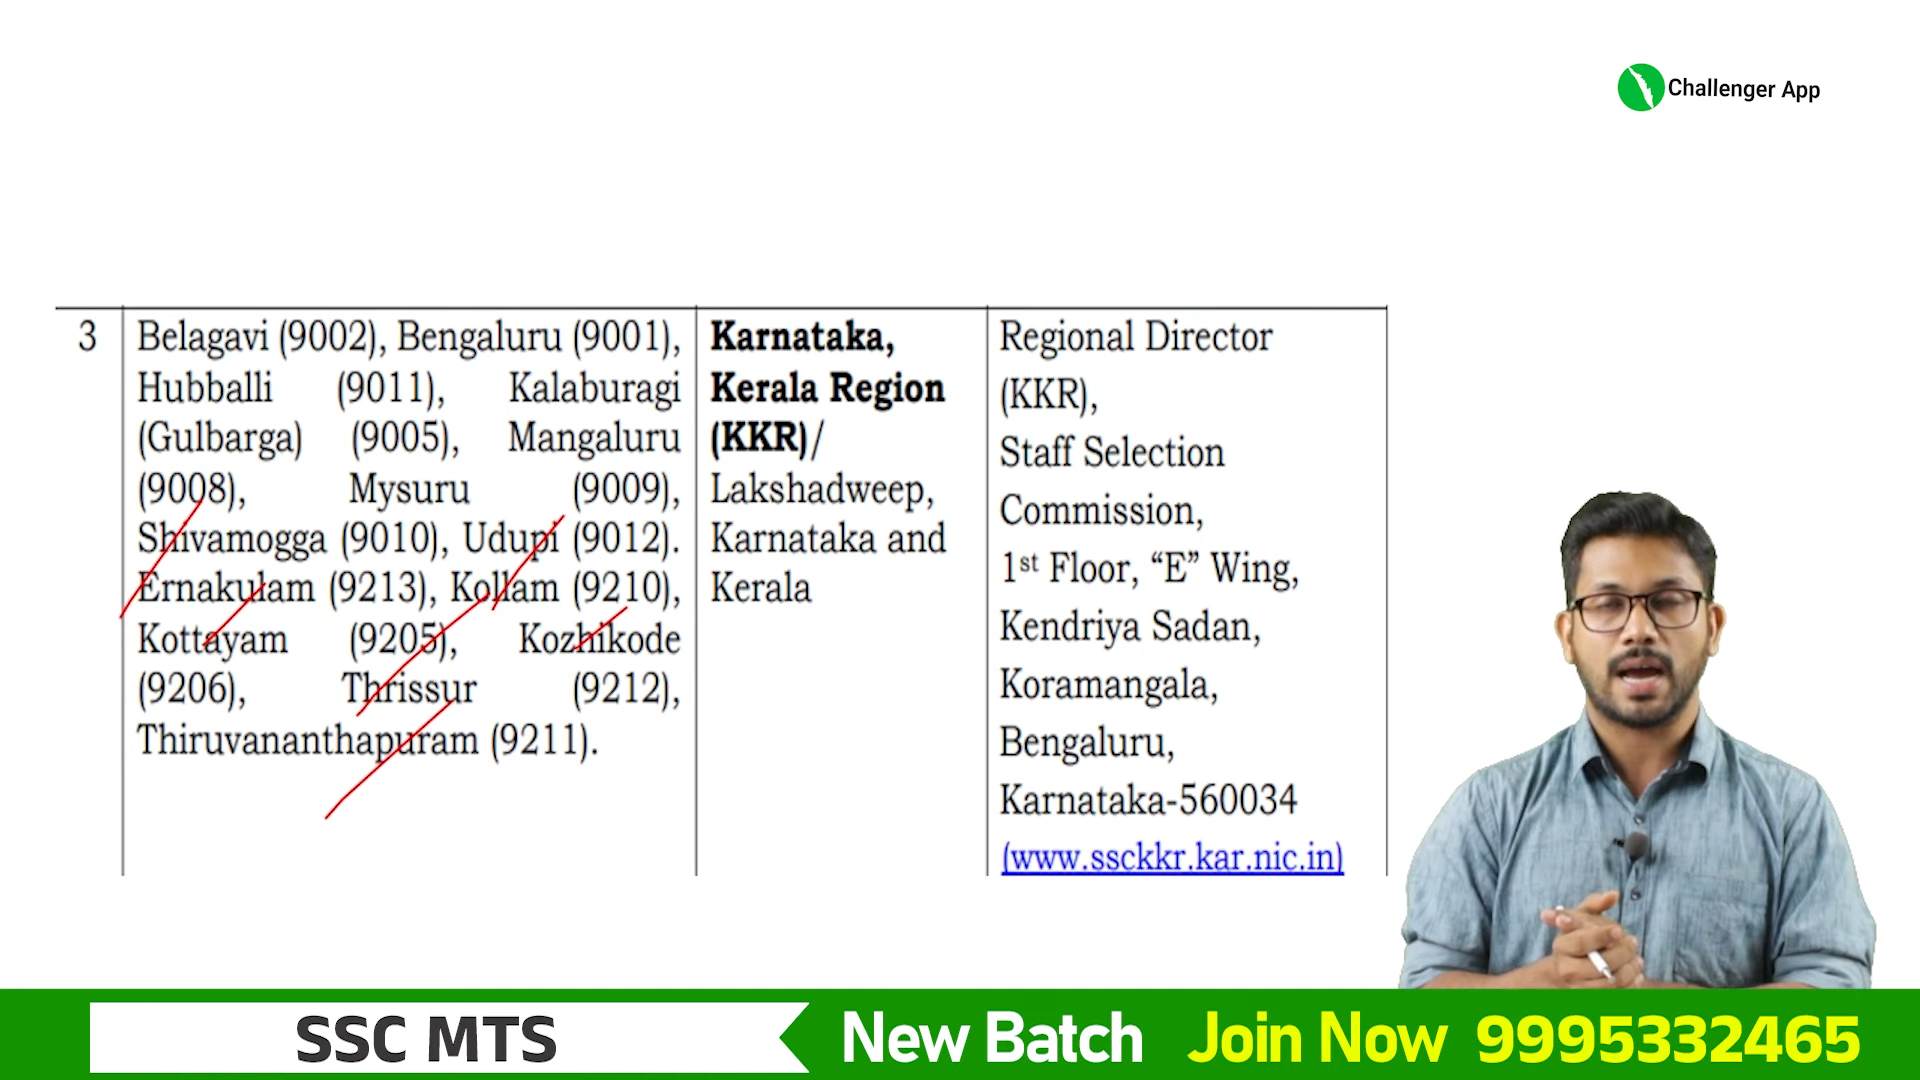 Challenger App
3
Belagavi (9002), Bengaluru (9001),
Hubballi (9011), Kalaburagi
(Gulbarga) (9005), Mangaluru
(9008), Mysuru (9009),
Shivamogga (9010), Udupi (9012).
Ernakulam (9213), Kollam (9210),
Kottayam (9205), Kozhikode
(9206), Thrissur (9212),
Thiruvananthapuram (9211).
Karnataka,
Kerala Region
(KKR)/
Lakshadweep,
Karnataka and
Kerala
Regional Director
(KKR),
Staff Selection
Commission,
1st Floor, “E” Wing,
Kendriya Sadan,
Koramangala,
Bengaluru,
Karnataka-560034
(www.ssckkr.kar.nic.in)
SSC MTS
New Batch Join Now 9995332465